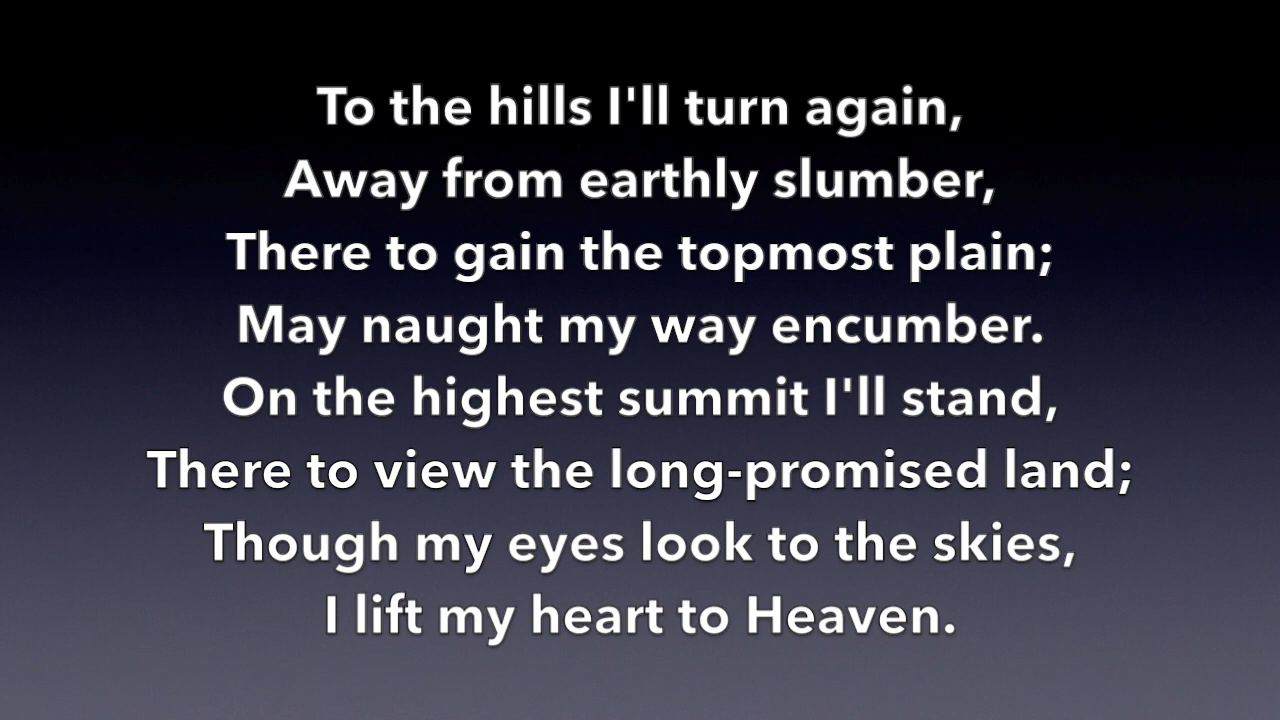 To the hills I'll turn again,
Away from earthly slumber,
There to gain the topmost plain;
May naught my way encumber.
On the highest summit I'll stand,
There to view the long-promised land;
Though my eyes look to the skies,
I lift my heart to Heaven.